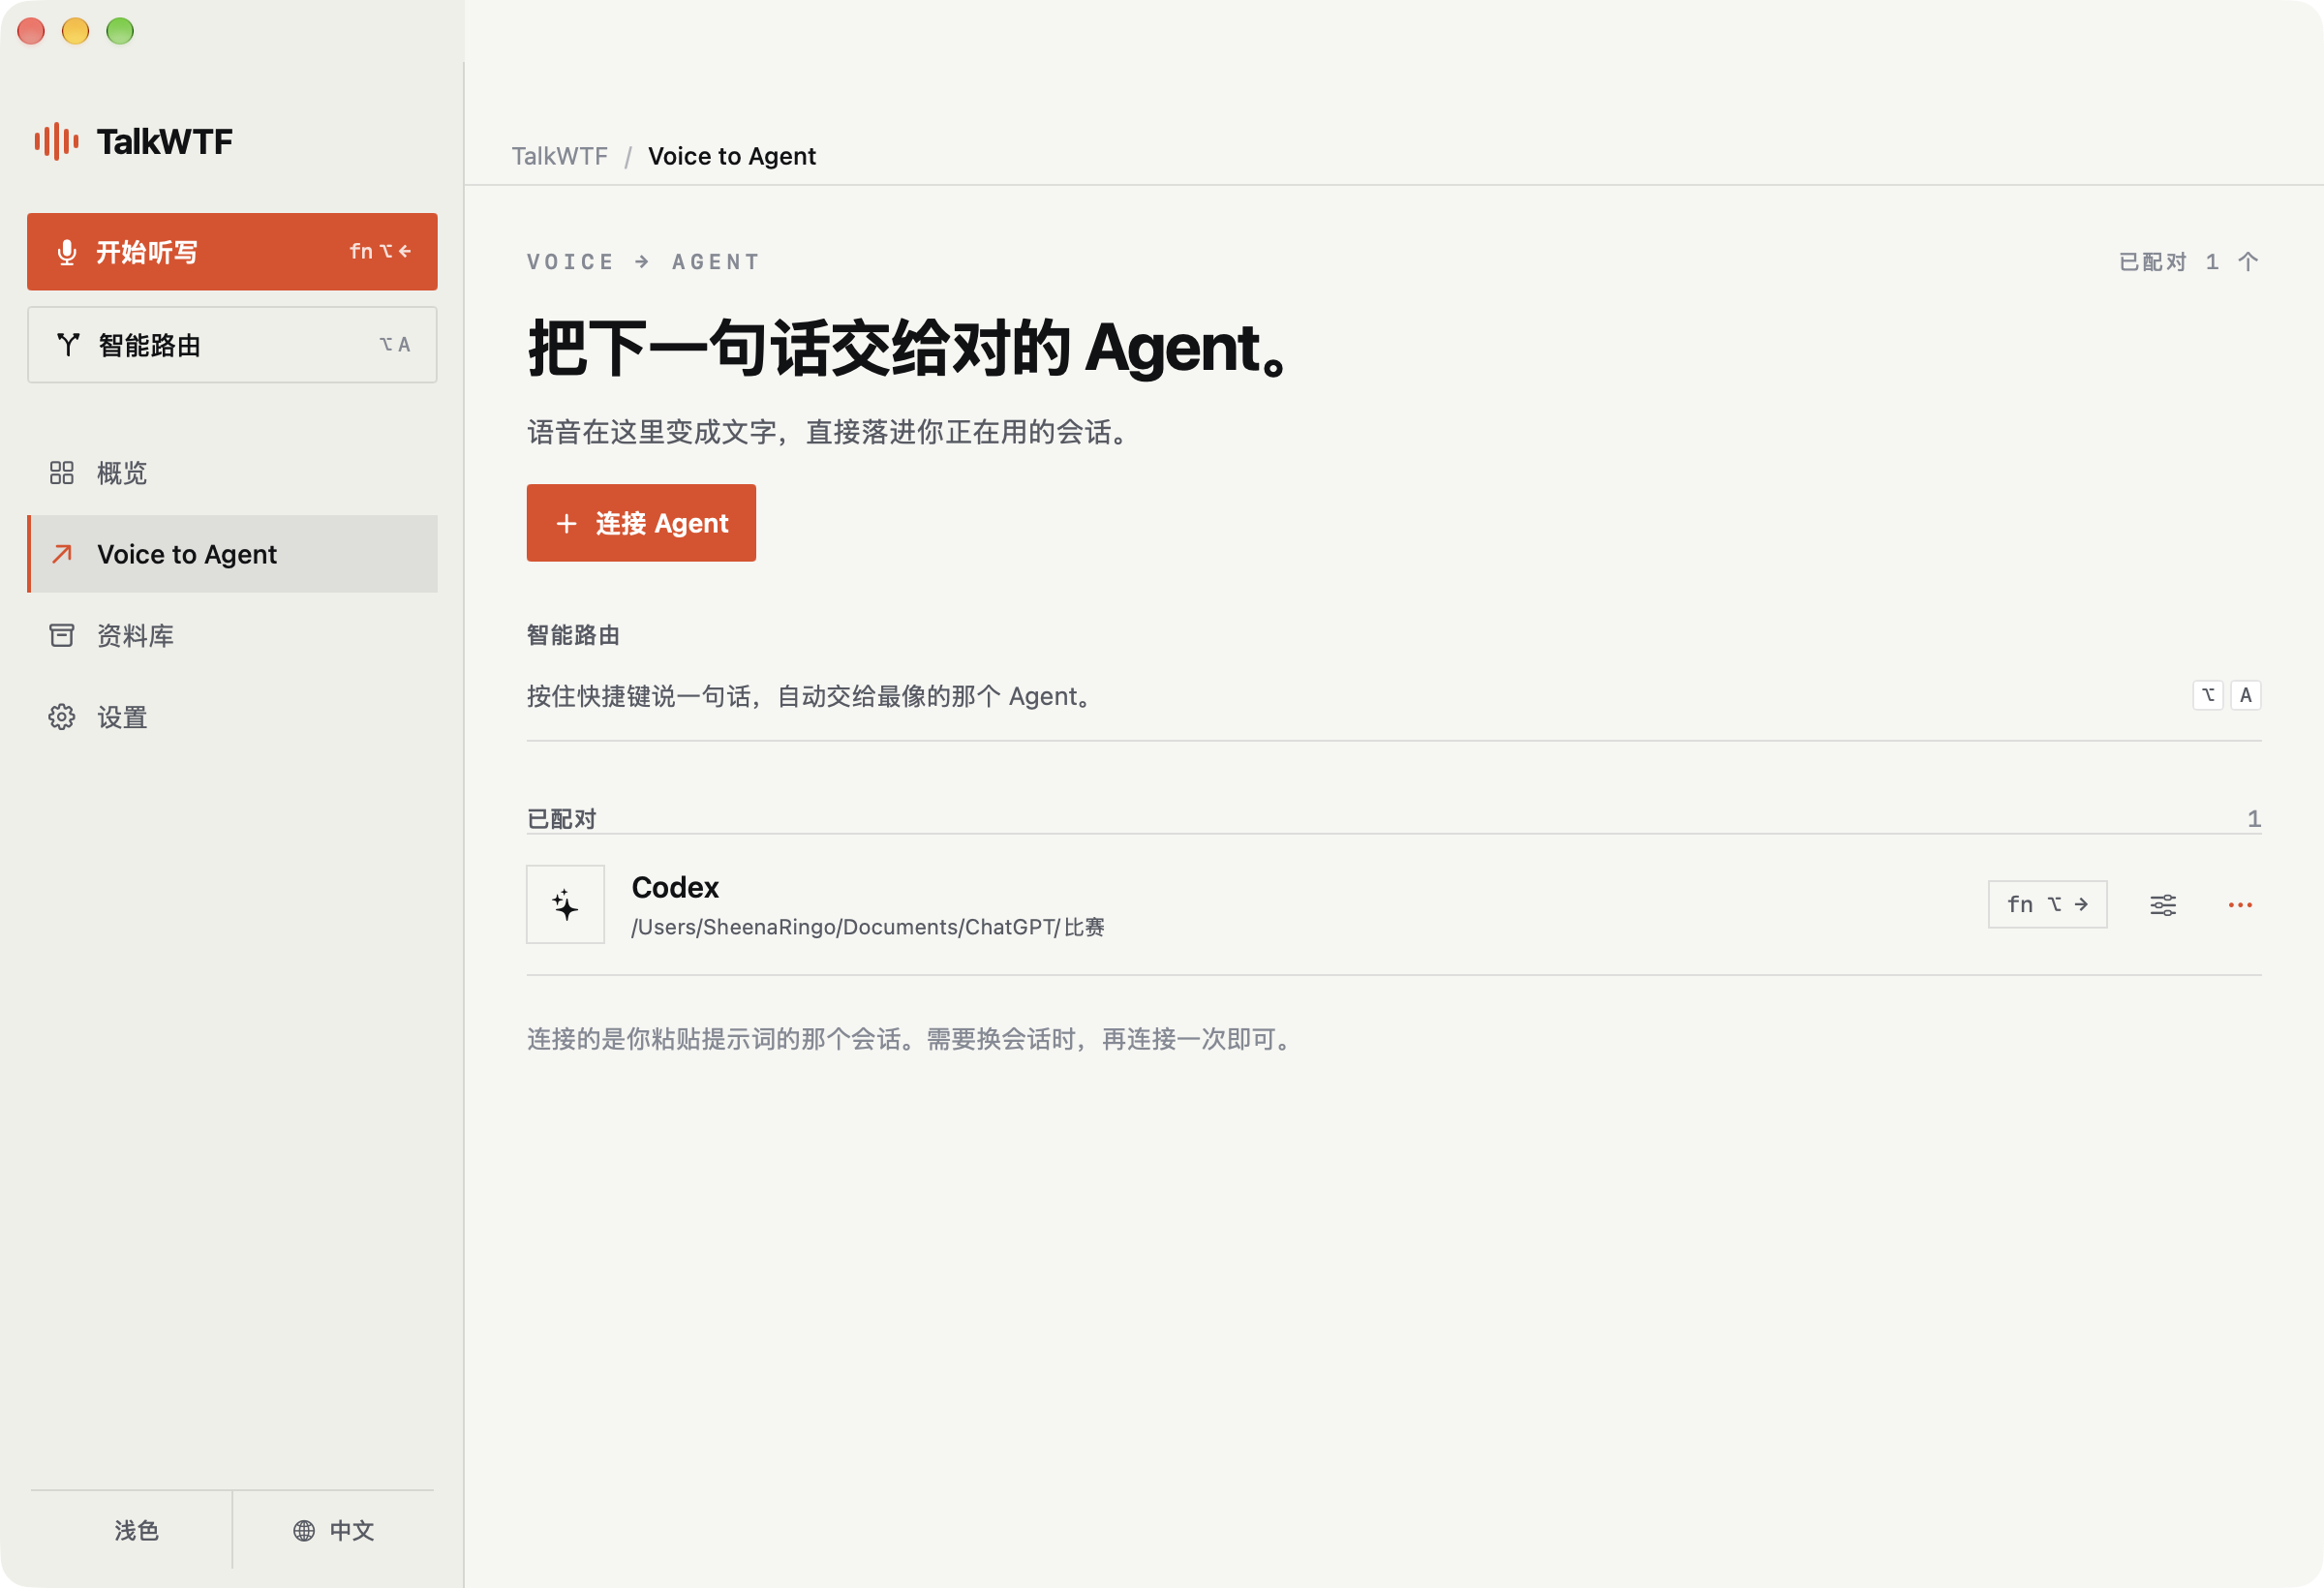 TalkWTF
开始听写 fn ⌥ ←
智能路由 ⌥ A
概览
Voice to Agent
资料库
设置
浅色
中文
TalkWTF / Voice to Agent
VOICE → AGENT
已配对 1 个
把下一句话交给对的 Agent。
语音在这里变成文字，直接落进你正在用的会话。
+ 连接 Agent
智能路由
按住快捷键说一句话，自动交给最像的那个 Agent。
⌥ A
已配对
1
Codex
/Users/SheenaRingo/Documents/ChatGPT/比赛
fn ⌥ →
连接的是你粘贴提示词的那个会话。需要换会话时，再连接一次即可。